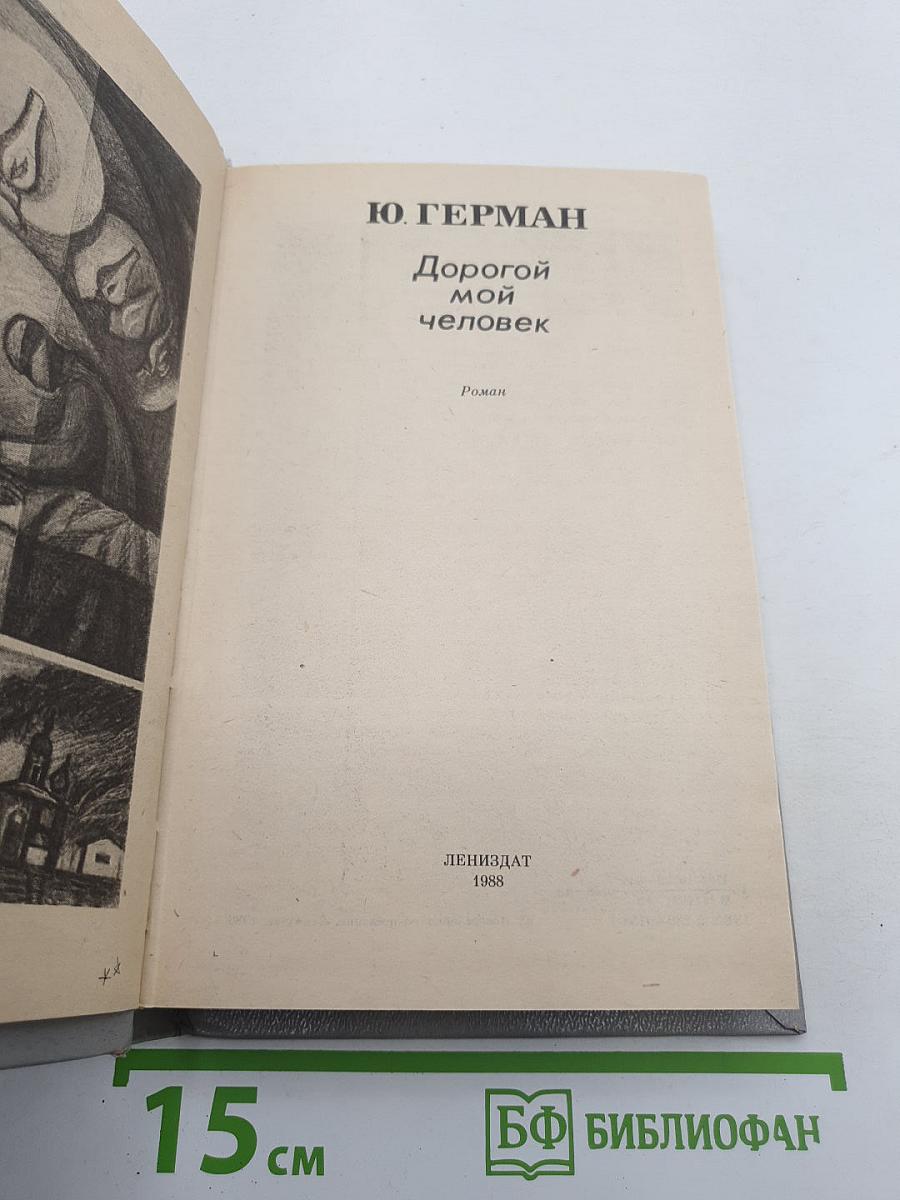 Ю. ГЕРМАН
Дорогой
мой
человек
Роман
ЛЕНИЗДАТ
1988
15 см
БФ БИБЛИОФАН